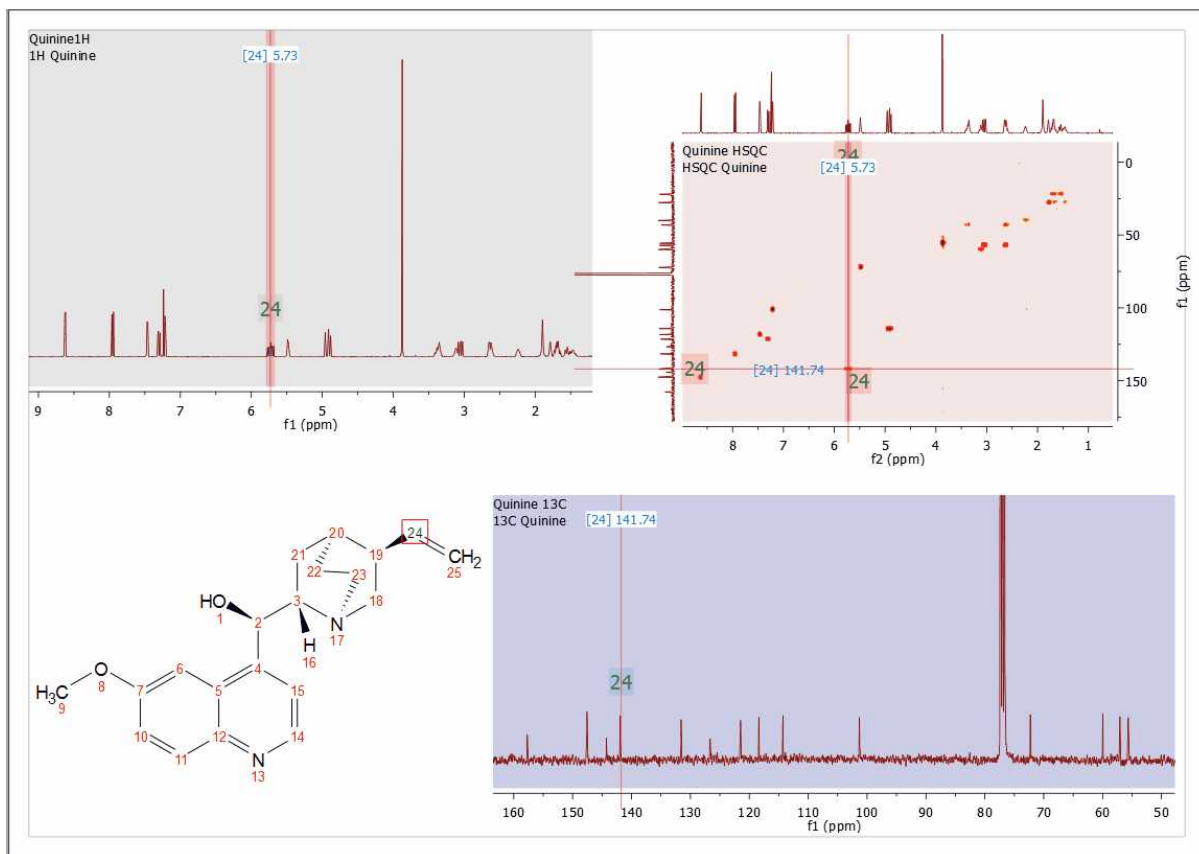 Quinine1H
1H Quinine
[24] 5.73
24
9 8 7 6 5 4 3 2
f1 (ppm)
Quinine HSQC
HSQC Quinine
24
[24] 5.73
24
[24] 141.74
24
0
50
100
150
f1 (ppm)
8 7 6 5 4 3 2 1
f2 (ppm)
20
24
21
19
22
23
25
CH2
HO
1
3
18
2
N
17
H
16
4
O
8
6
7
5
15
H3C
9
10
12
14
11
N
13
Quinine 13C
13C Quinine
[24] 141.74
24
160 150 140 130 120 110 100 90 80 70 60 50
f1 (ppm)